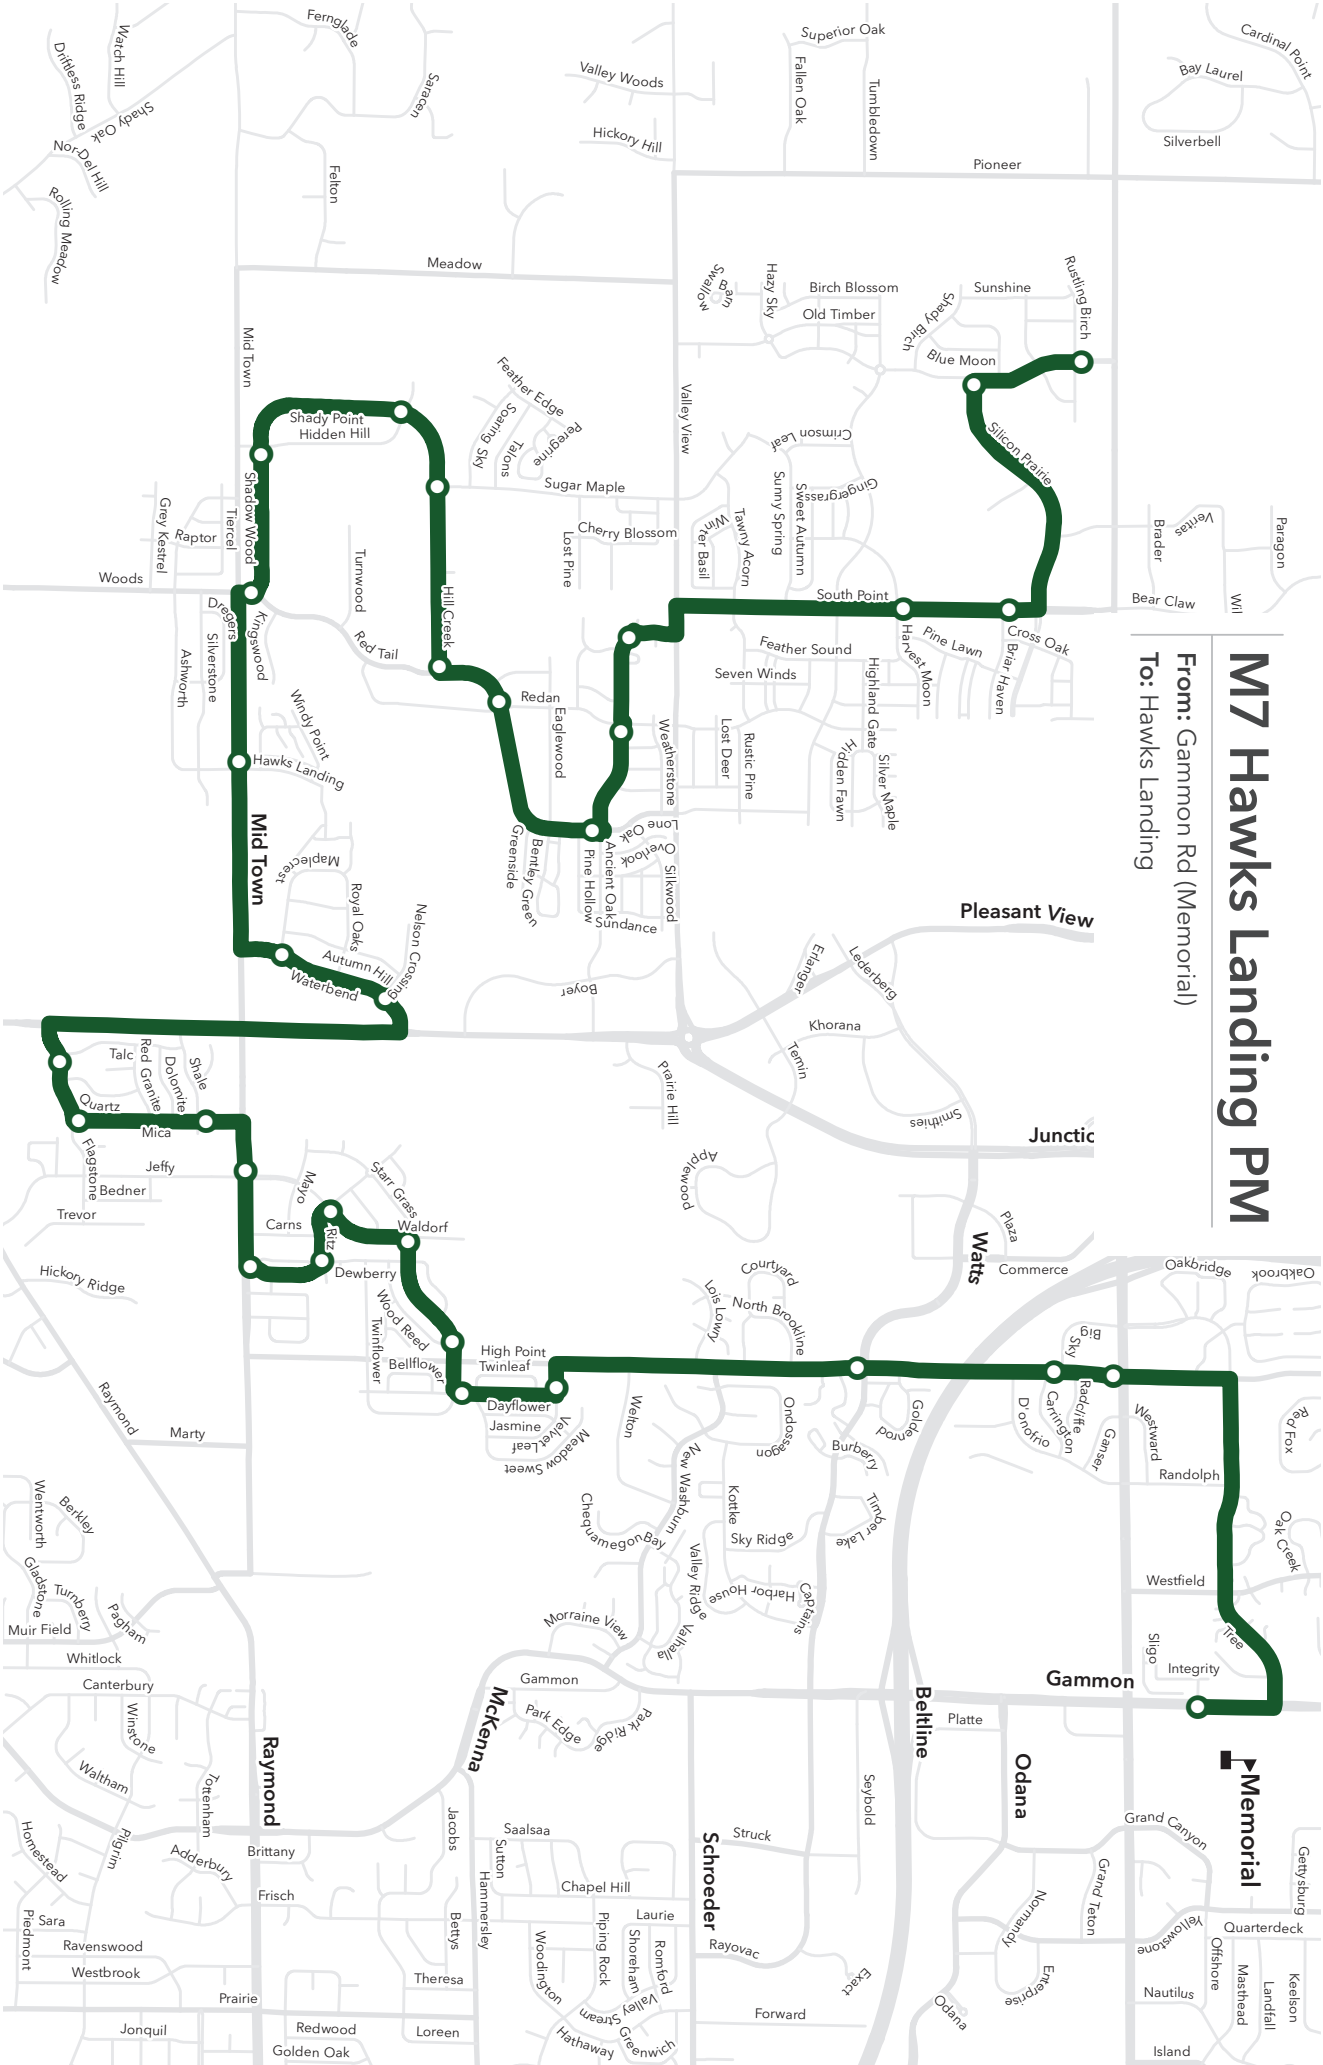 M7 Hawks Landing PM
From: Gammon Rd (Memorial)
To: Hawks Landing
Watch Hill
Driftless Ridge
Shady Oak
Nor-Del Hill
Rolling Meadow
Fernglade
Saracen
Felton
Valley Woods
Hickory Hill
Superior Oak
Fallen Oak
Tumbledown
Pioneer
Cardinal Point
Bay Laurel
Silverbell
Meadow
Mid Town
Barn
Swallow
Hazy Sky
Birch Blossom
Old Timber
Shady Birch
Sunshine
Rustling Birch
Blue Moon
Silicon Prairie
Valley View
Feather Edge
Soaring Sky
Talons
Peregrine
Sugar Maple
Cherry Blossom
Lost Pine
Crimson Leaf
Gingergrass
Sunny Spring
Sweet Autumn
Tawny Acorn
Winter Basil
Shady Point
Hidden Hill
Shadow Wood
Grey Kestrel
Raptor
Tiercel
Woods
Dregers
Kingswood
Silverstone
Ashworth
Turnwood
Red Tail
Hill Creek
Windy Point
Hawks Landing
Redan
Eaglewood
Weatherstone
South Point
Feather Sound
Seven Winds
Lost Deer
Rustic Pine
Highland Gate
Hidden Fawn
Silver Maple
Harvest Moon
Pine Lawn
Briar Haven
Cross Oak
Bear Claw
Brader
Veritas
Paragon
Wil
Mid Town
Maplecrest
Royal Oaks
Nelson Crossing
Autumn Hill
Waterbend
Greenside
Bentley Green
Pine Hollow
Ancient Oak
Lone Oak
Overlook
Silkwood
Sundance
Boyer
Pleasant View
Erlanger
Lederberg
Khorana
Temin
Smithies
Prairie Hill
Applewood
Junctio
Talc
Red Granite
Dolomite
Shale
Quartz
Mica
Flagstone
Jeffy
Bedner
Trevor
Hickory Ridge
Mayo
Starr Grass
Carns
Ritz
Waldorf
Dewberry
Wood Reed
Twinflower
Bellflower
High Point
Twinleaf
Dayflower
Jasmine
Velvet Leaf
Meadow Sweet
Plaza
Watts
Commerce
Courtyard
Lois Lowry
North Brookline
Oakbridge
Oakbrook
Big Sky
Radcliffe
Carrington
D'onofrio
Ganser
Westward
Randolph
Red Fox
Oak Creek
Westfield
Tree
Sligo
Integrity
Gammon
Raymond
Marty
Wentworth
Berkley
Gladstone
Turnberry
Pagham
Muir Field
Whitlock
Canterbury
Winstone
Waltham
Tottenham
Pilgrim
Homestead
Adderbury
Raymond
Brittany
Frisch
Piedmont
Sara
Ravenswood
Westbrook
Prairie
Jonquil
Redwood
Golden Oak
Welton
Ondossagon
Goldenrod
Burberry
New Washburn
Kottke
Sky Ridge
Timber Lake
Chequamegon Bay
Valley Ridge
Harbor House
Captains
Morraine View
Valhalla
Gammon
Park Edge
Park Ridge
McKenna
Beltline
Platte
Odana
Memorial
Grand Canyon
Gettysburg
Jacobs
Saalsaa
Sutton
Struck
Seybold
Schroeder
Chapel Hill
Hammersley
Laurie
Bettys
Woodington
Piping Rock
Shoreham
Romford
Rayovac
Theresa
Loreen
Valley Stream
Hathaway
Greenwich
Exact
Forward
Odana
Normandy
Grand Teton
Enterprise
Yellowstone
Quarterdeck
Offshore
Masthead
Landfall
Keelson
Nautilus
Island